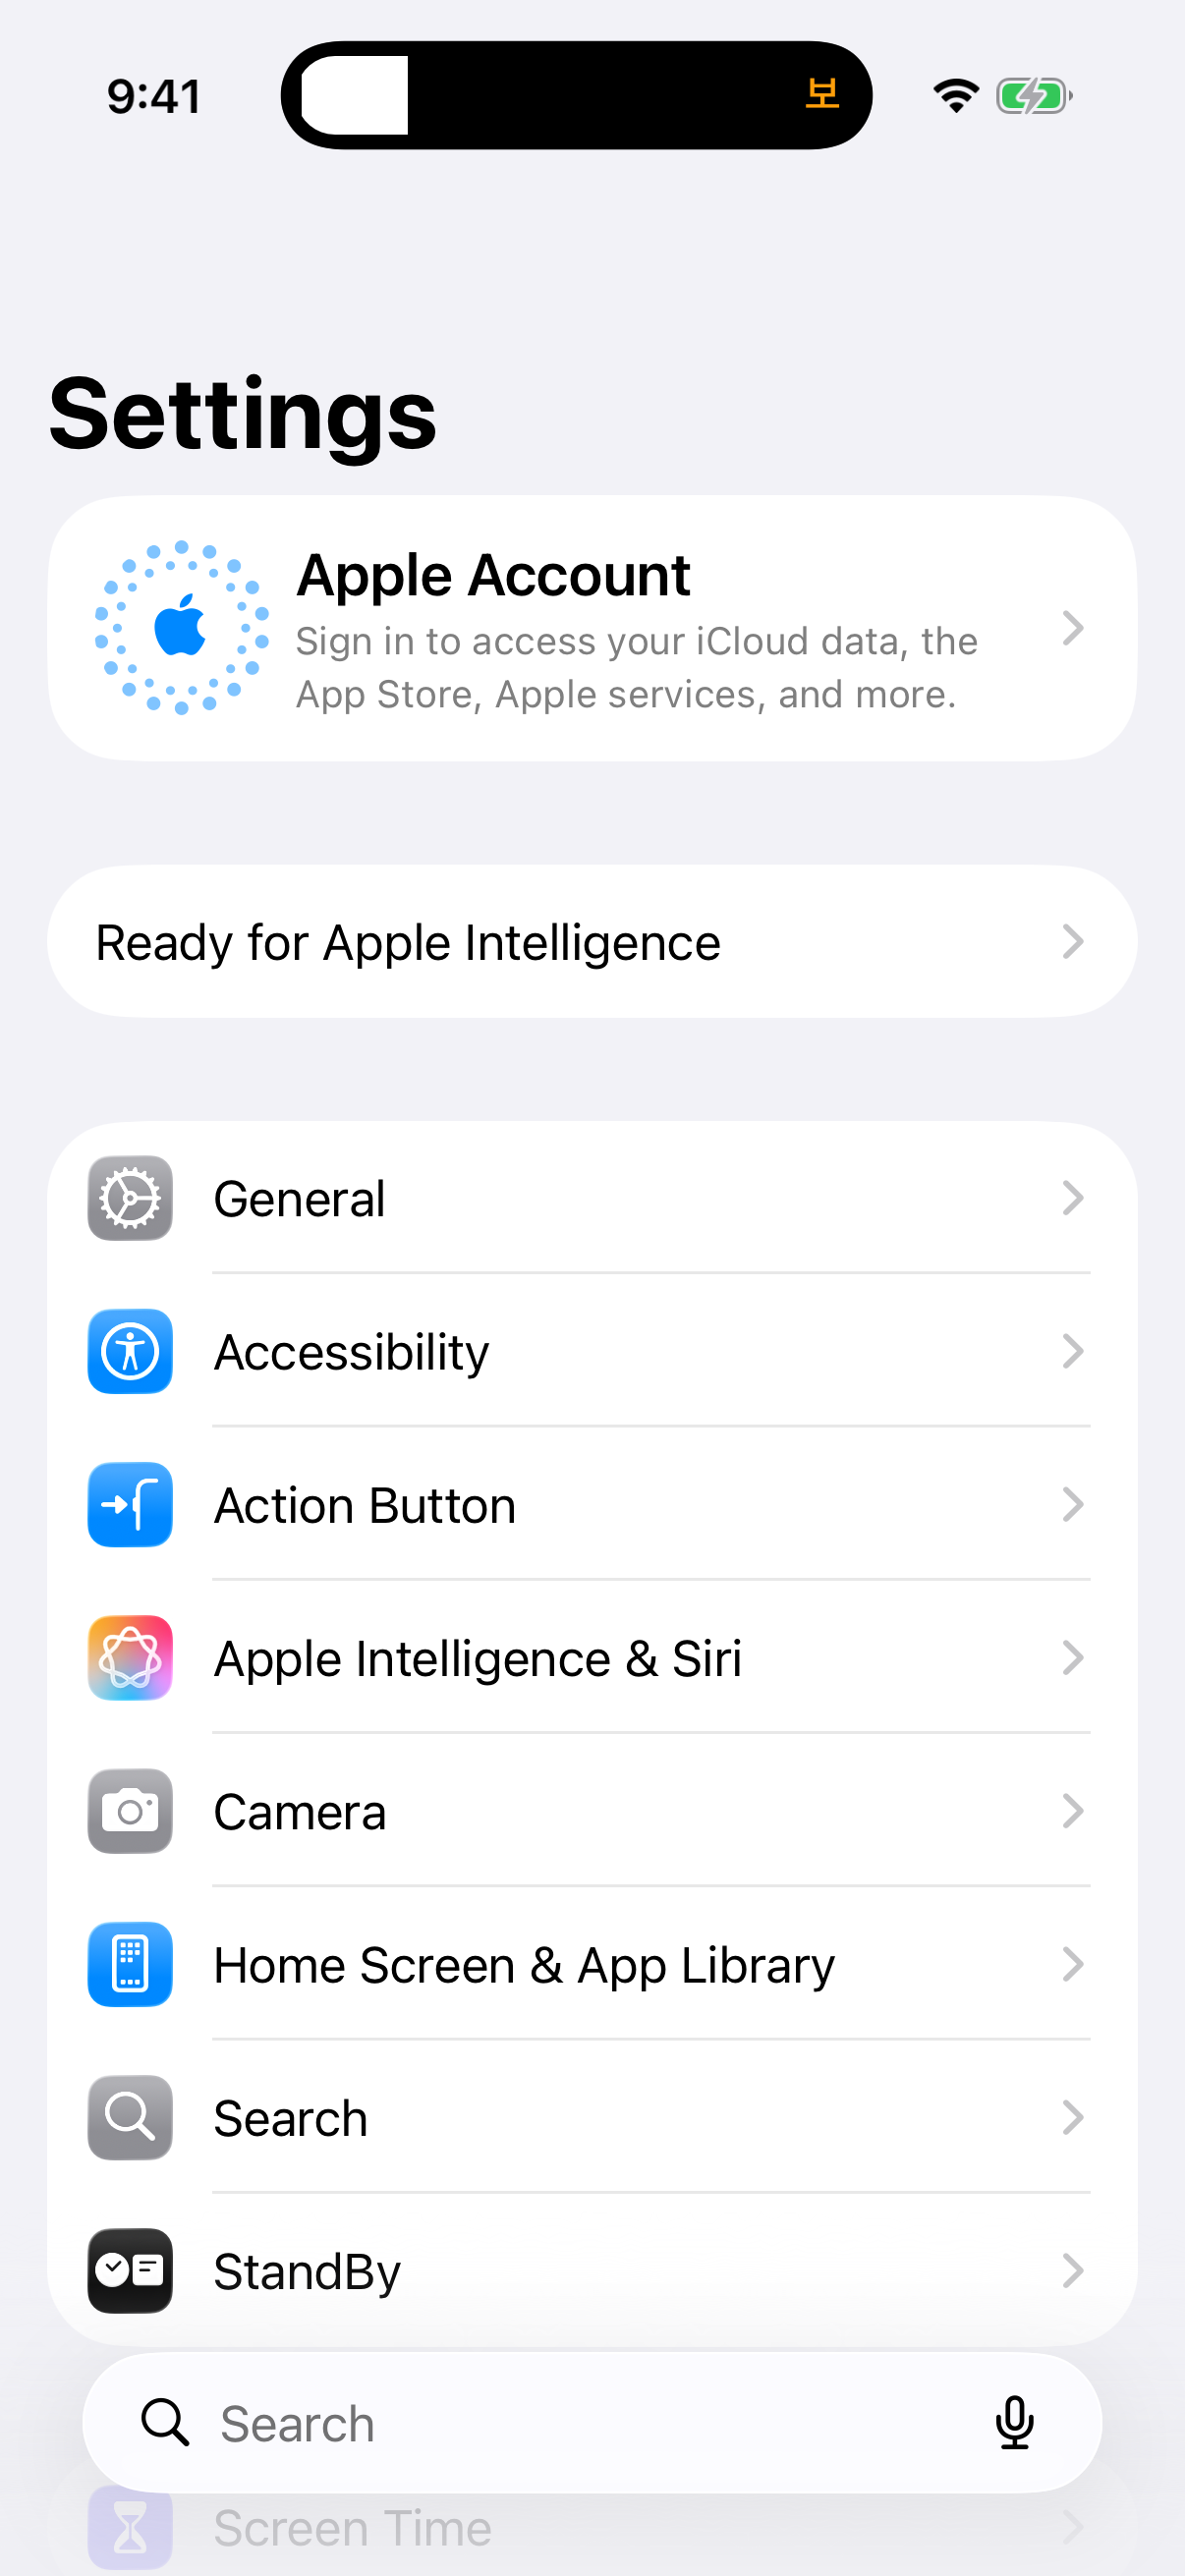 9:41
보
Settings
Apple Account
Sign in to access your iCloud data, the
App Store, Apple services, and more.
Ready for Apple Intelligence
General
Accessibility
Action Button
Apple Intelligence & Siri
Camera
Home Screen & App Library
Search
StandBy
Search
Screen Time